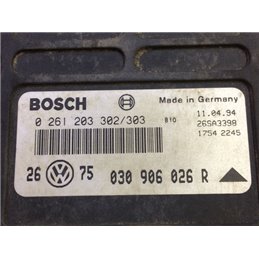 BOSCH Made in Germany
0 261 203 302/303 B10 11.04.94
26SA3398
1754 2245
26 75 030 906 026 R